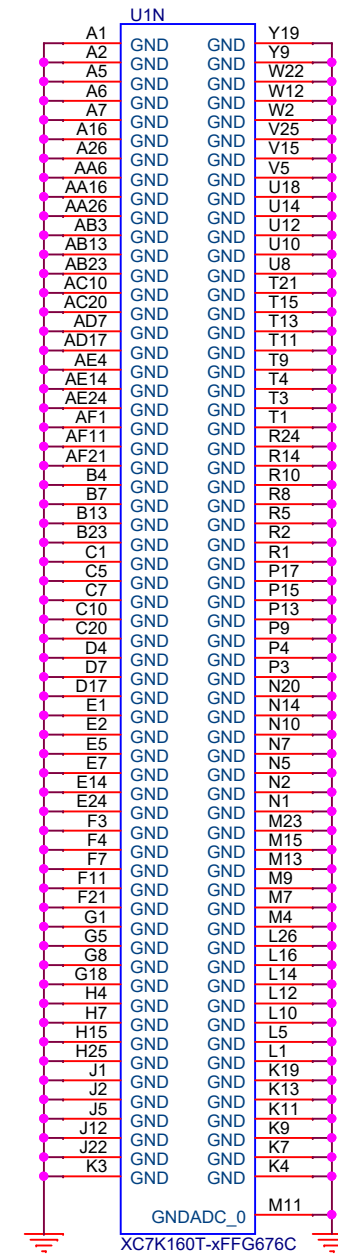 U1N
A1 GND GND Y19
A2 GND GND Y9
A5 GND GND W22
A6 GND GND W12
A7 GND GND W2
A16 GND GND V25
A26 GND GND V15
AA6 GND GND V5
AA16 GND GND U18
AA26 GND GND U14
AB3 GND GND U12
AB13 GND GND U10
AB23 GND GND U8
AC10 GND GND T21
AC20 GND GND T15
AD7 GND GND T13
AD17 GND GND T11
AE4 GND GND T9
AE14 GND GND T4
AE24 GND GND T3
AF1 GND GND T1
AF11 GND GND R24
AF21 GND GND R14
B4 GND GND R10
B7 GND GND R8
B13 GND GND R5
B23 GND GND R2
C1 GND GND R1
C5 GND GND P17
C7 GND GND P15
C10 GND GND P13
C20 GND GND P9
D4 GND GND P4
D7 GND GND P3
D17 GND GND N20
E1 GND GND N14
E2 GND GND N10
E5 GND GND N7
E7 GND GND N5
E14 GND GND N2
E24 GND GND N1
F3 GND GND M23
F4 GND GND M15
F7 GND GND M13
F11 GND GND M9
F21 GND GND M7
G1 GND GND M4
G5 GND GND L26
G8 GND GND L16
G18 GND GND L14
H4 GND GND L12
H7 GND GND L10
H15 GND GND L5
H25 GND GND L1
J1 GND GND K19
J2 GND GND K13
J5 GND GND K11
J12 GND GND K9
J22 GND GND K7
K3 GND GND K4
GNDADC_0 M11
XC7K160T-xFFG676C